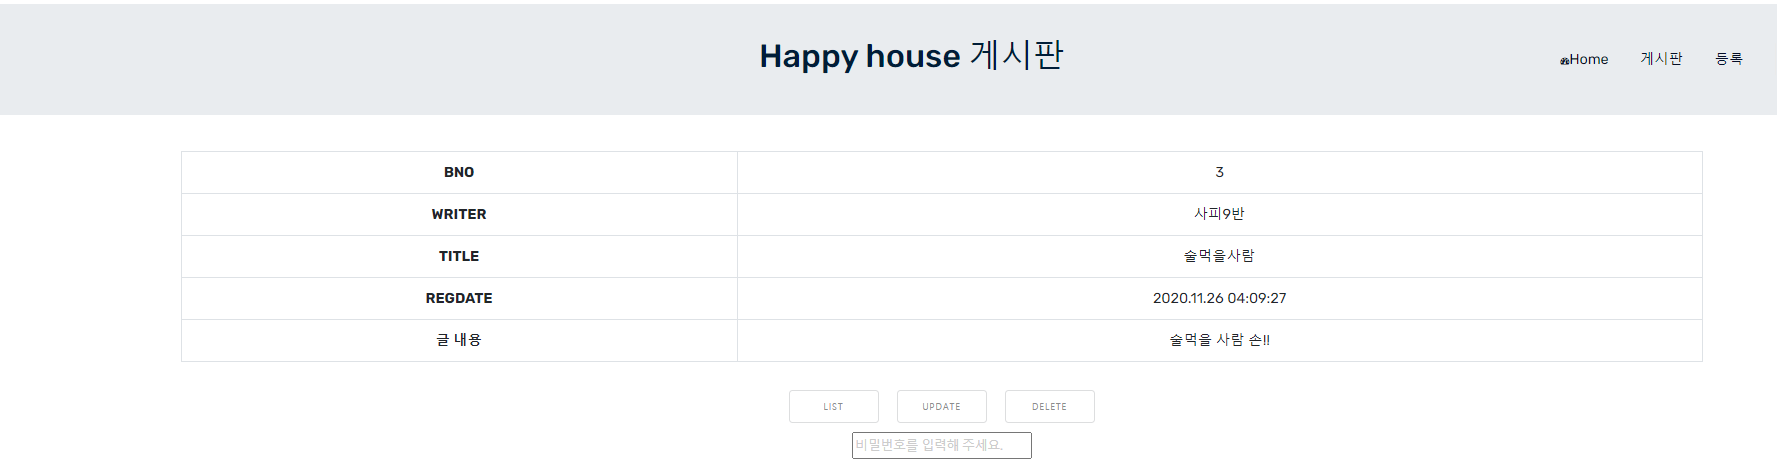 Happy house 게시판
Home 게시판 등록
BNO 3
WRITER 사피9반
TITLE 술먹을사람
REGDATE 2020.11.26 04:09:27
글 내용 술먹을 사람 손!!
LIST UPDATE DELETE
비밀번호를 입력해 주세요.